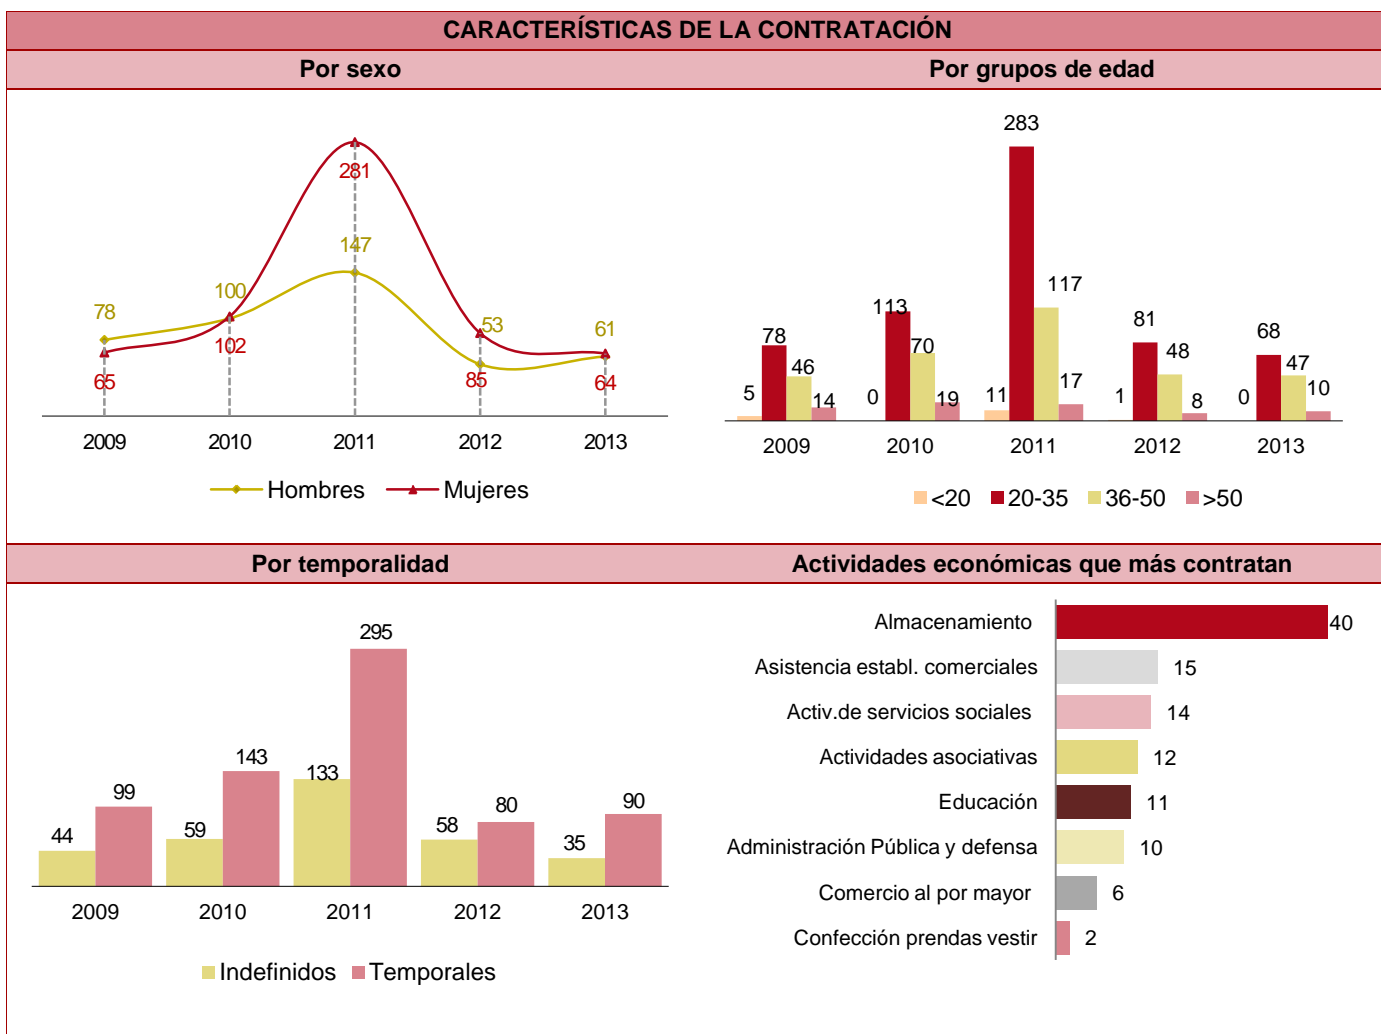 CARACTERÍSTICAS DE LA CONTRATACIÓN
Por sexo
Por grupos de edad
281
147
78
100
102
65
53
85
61
64
2009 2010 2011 2012 2013
Hombres Mujeres
283
117
113
78
81
70
68
46
48
47
5
14
0
19
11
17
1
8
0
10
2009 2010 2011 2012 2013
<20 20-35 36-50 >50
Por temporalidad
Actividades económicas que más contratan
295
143
133
99
80
90
44
59
58
35
2009 2010 2011 2012 2013
Indefinidos Temporales
Almacenamiento 40
Asistencia establ. comerciales 15
Activ.de servicios sociales 14
Actividades asociativas 12
Educación 11
Administración Pública y defensa 10
Comercio al por mayor 6
Confección prendas vestir 2